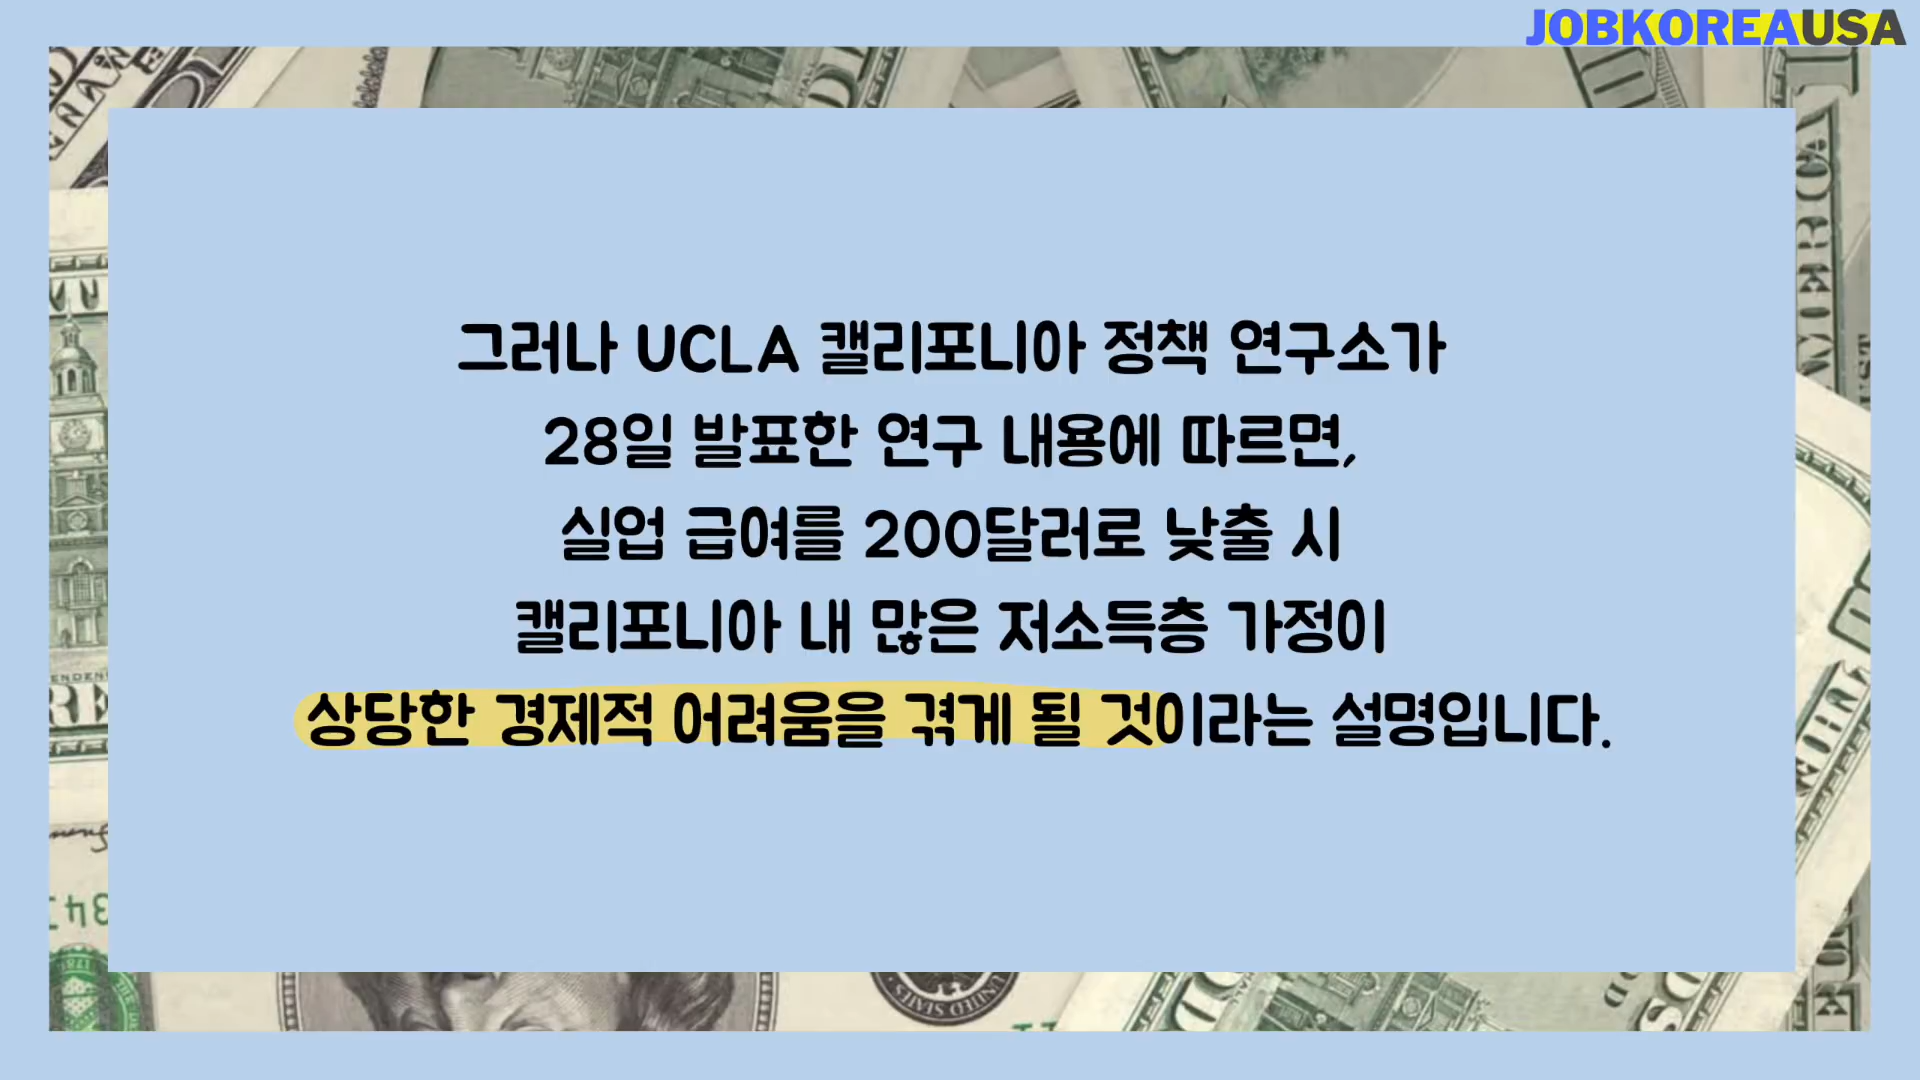 JOBKOREAUSA
그러나 UCLA 캘리포니아 정책 연구소가
28일 발표한 연구 내용에 따르면,
실업 급여를 200달러로 낮출 시
캘리포니아 내 많은 저소득층 가정이
상당한 경제적 어려움을 겪게 될 것이라는 설명입니다.
UNITED STATES